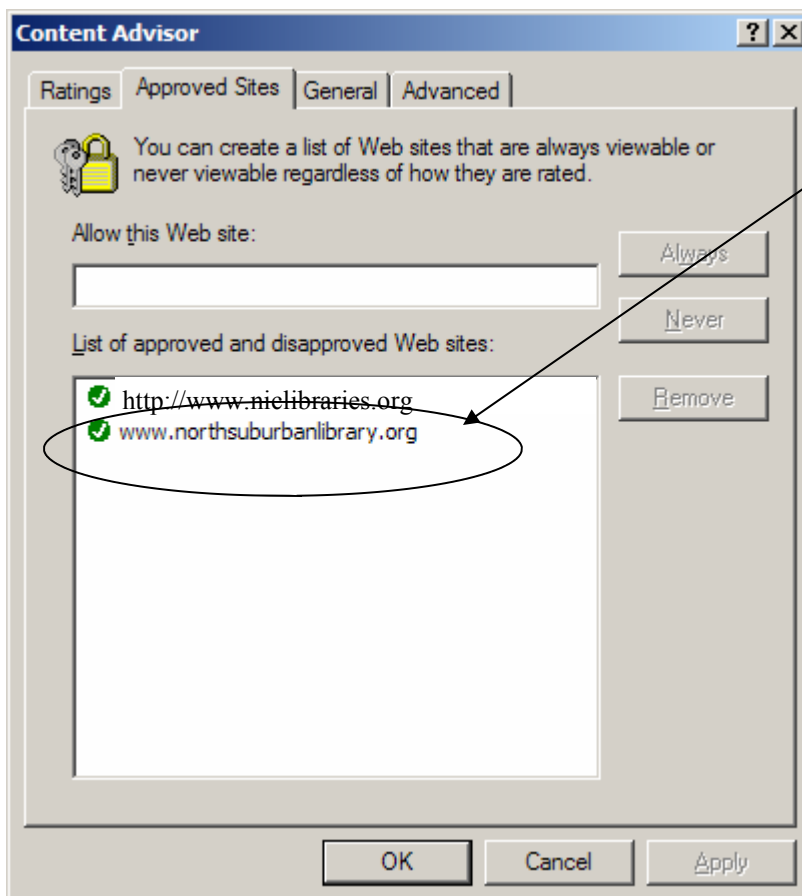 Content Advisor
Ratings Approved Sites General Advanced
You can create a list of Web sites that are always viewable or
never viewable regardless of how they are rated.
Allow this Web site:
Always
Never
List of approved and disapproved Web sites:
http://www.niclibraries.org
www.northsuburbanlibrary.org
Remove
OK Cancel Apply